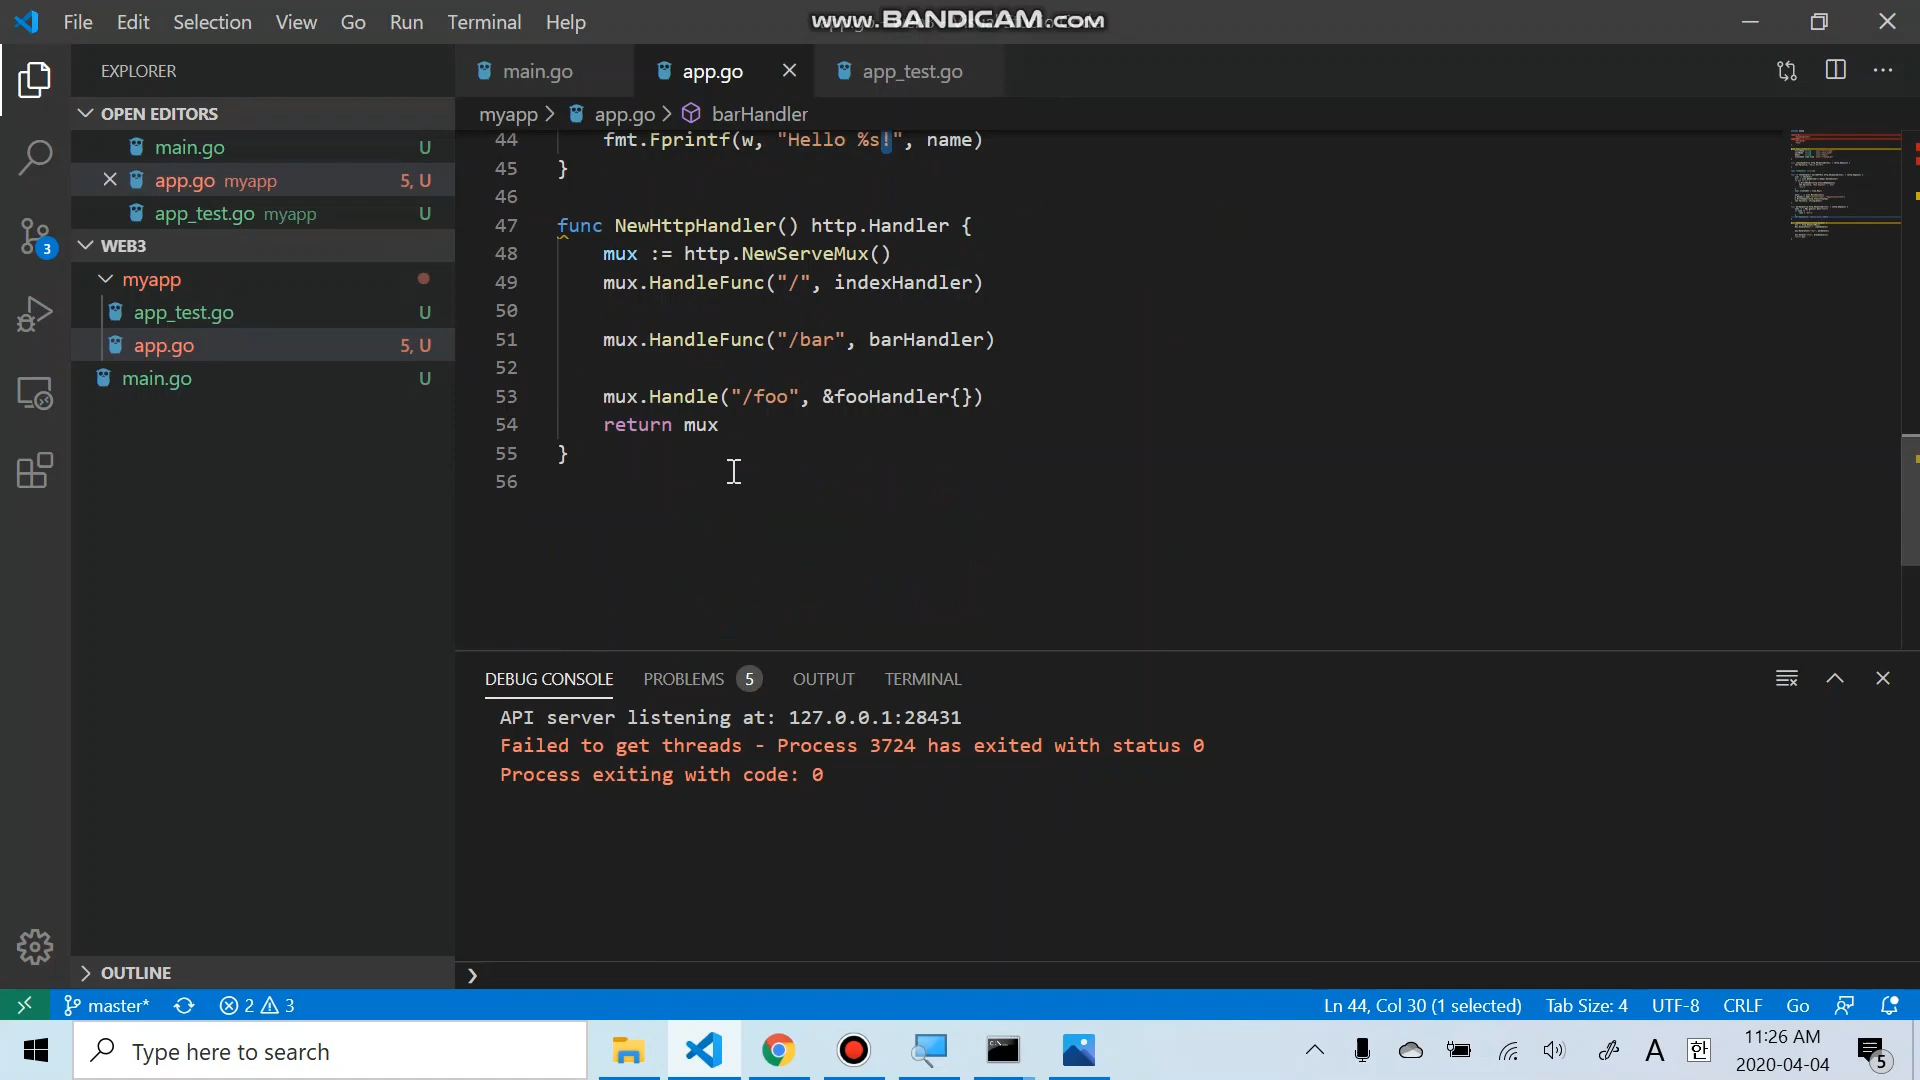 File Edit Selection View Go Run Terminal Help
www.BANDICAM.com
EXPLORER
main.go
app.go
app_test.go
OPEN EDITORS
main.go U
app.go myapp 5, U
app_test.go myapp U
WEB3
myapp
app_test.go U
app.go 5, U
main.go U
OUTLINE
myapp > app.go > barHandler
44 fmt.Fprintf(w, "Hello %s!", name)
45 }
46
47 func NewHttpHandler() http.Handler {
48 mux := http.NewServeMux()
49 mux.HandleFunc("/", indexHandler)
50
51 mux.HandleFunc("/bar", barHandler)
52
53 mux.Handle("/foo", &fooHandler{})
54 return mux
55 }
56
DEBUG CONSOLE PROBLEMS 5 OUTPUT TERMINAL
API server listening at: 127.0.0.1:28431
Failed to get threads - Process 3724 has exited with status 0
Process exiting with code: 0
3
master* 2 3 Ln 44, Col 30 (1 selected) Tab Size: 4 UTF-8 CRLF Go
Type here to search
A 한
11:26 AM
2020-04-04
5